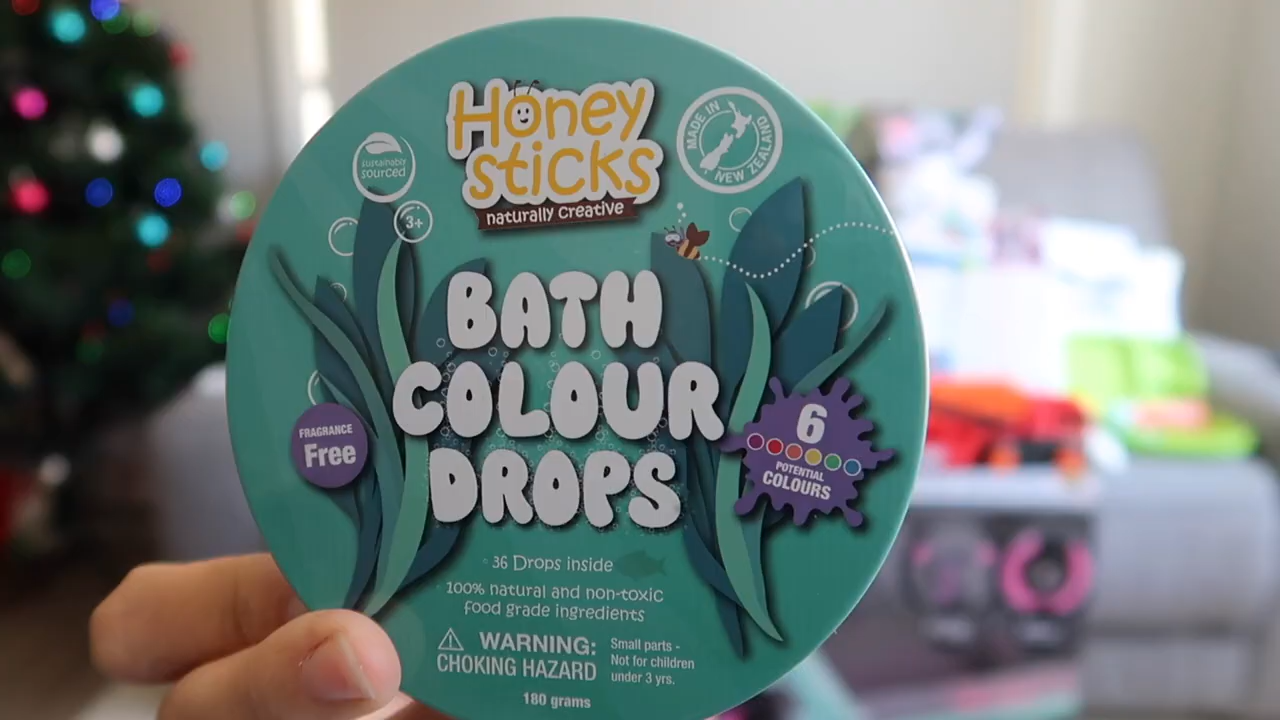 Honey
sticks
naturally creative
MADE IN
NEW ZEALAND
sustainably
sourced
3+
BATH
COLOUR
DROPS
FRAGRANCE
Free
6
POTENTIAL
COLOURS
36 Drops inside
100% natural and non-toxic
food grade ingredients
WARNING:
CHOKING HAZARD
Small parts -
Not for children
under 3 yrs.
180 grams